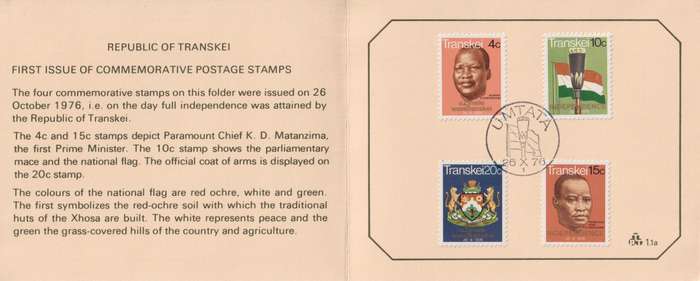 REPUBLIC OF TRANSKEI
FIRST ISSUE OF COMMEMORATIVE POSTAGE STAMPS
The four commemorative stamps on this folder were issued on 26
October 1976, i.e. on the day full independence was attained by
the Republic of Transkei.
The 4c and 15c stamps depict Paramount Chief K. D. Matanzima,
the first Prime Minister. The 10c stamp shows the parliamentary
mace and the national flag. The official coat of arms is displayed on
the 20c stamp.
The colours of the national flag are red ochre, white and green.
The first symbolizes the red-ochre soil with which the traditional
huts of the Xhosa are built. The white represents peace and the
green the grass-covered hills of the country and agriculture.
Transkei 4c
Transkei 10c
INDEPENDENCE
UMTATA
26 X 76
1
Transkei 20c
Transkei 15c
INDEPENDENCE
1.1a